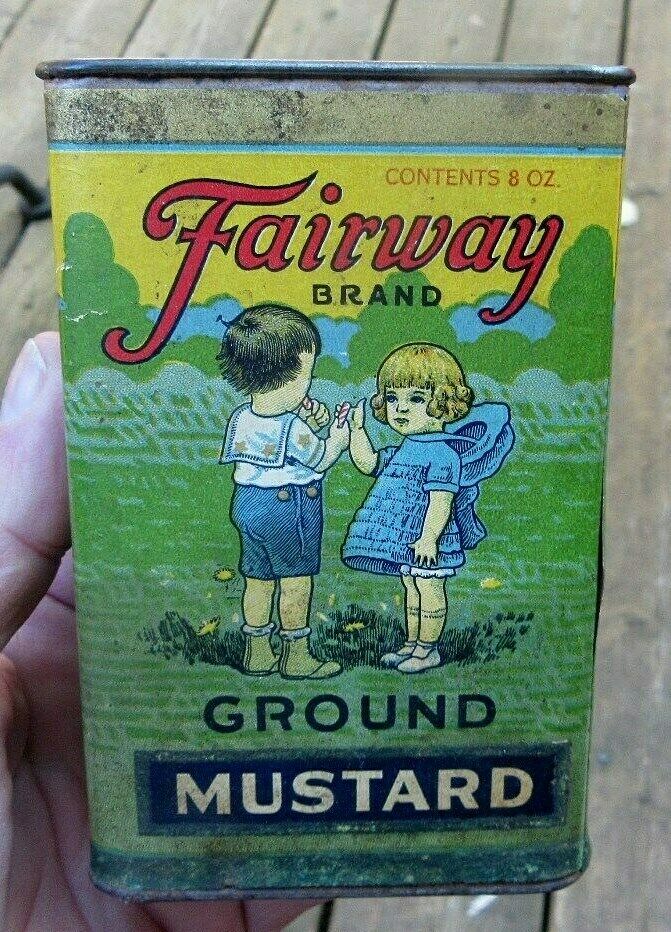 CONTENTS 8 OZ.
Fairway
BRAND
GROUND
MUSTARD